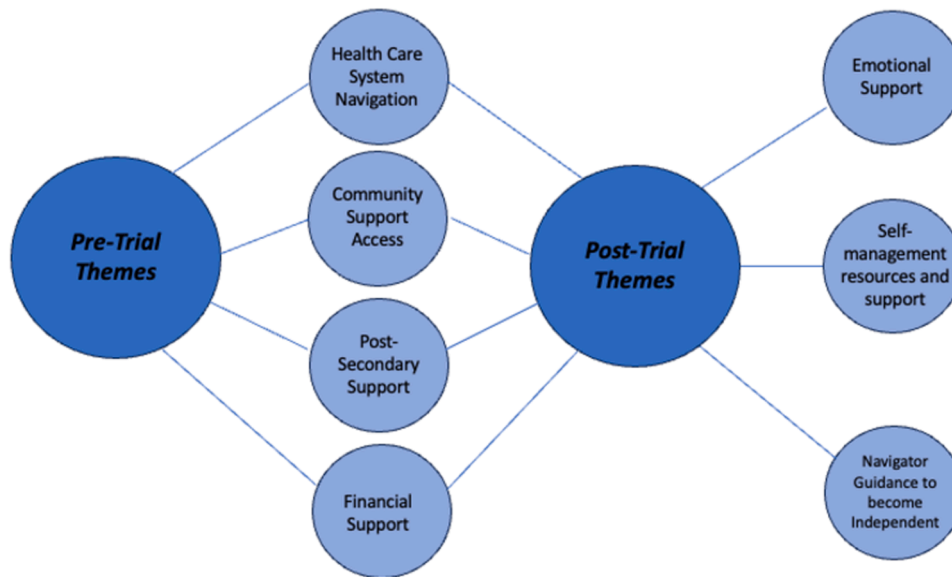 Pre-Trial
Themes
Health Care
System
Navigation
Community
Support
Access
Post-
Secondary
Support
Financial
Support
Post-Trial
Themes
Emotional
Support
Self-
management
resources and
support
Navigator
Guidance to
become
Independent